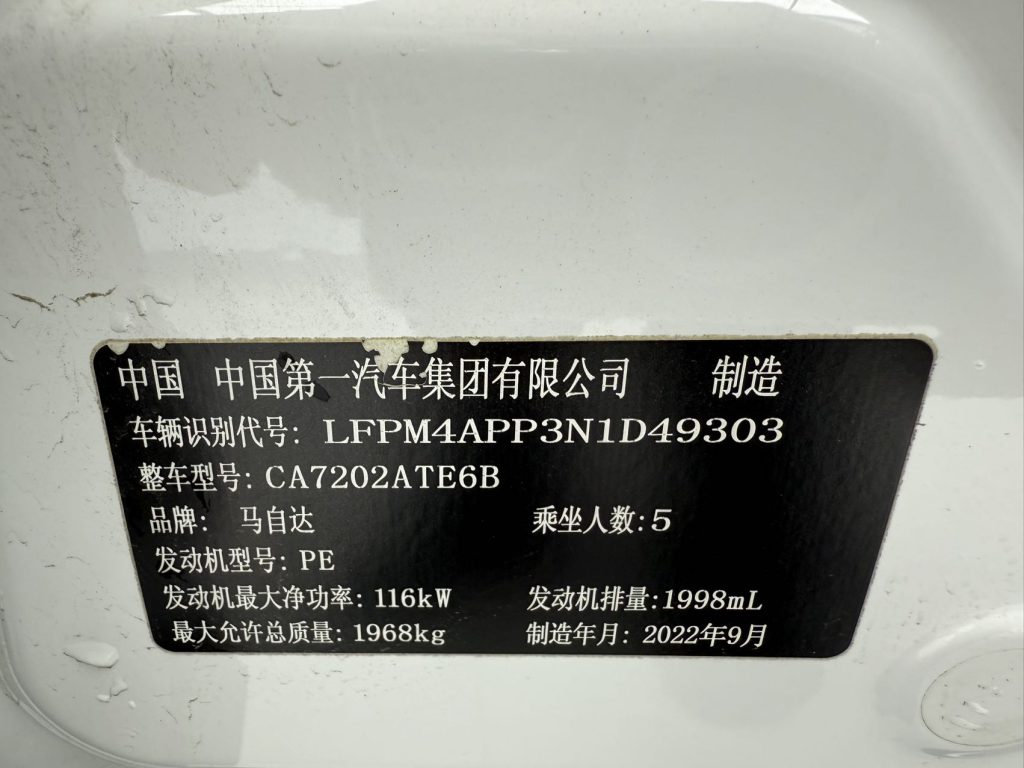 中国 中国第一汽车集团有限公司 制造
车辆识别代号: LFPM4APP3N1D49303
整车型号: CA7202ATE6B
品牌: 马自达 乘坐人数:5
发动机型号: PE
发动机最大净功率: 116kW 发动机排量:1998mL
最大允许总质量: 1968kg 制造年月: 2022年9月